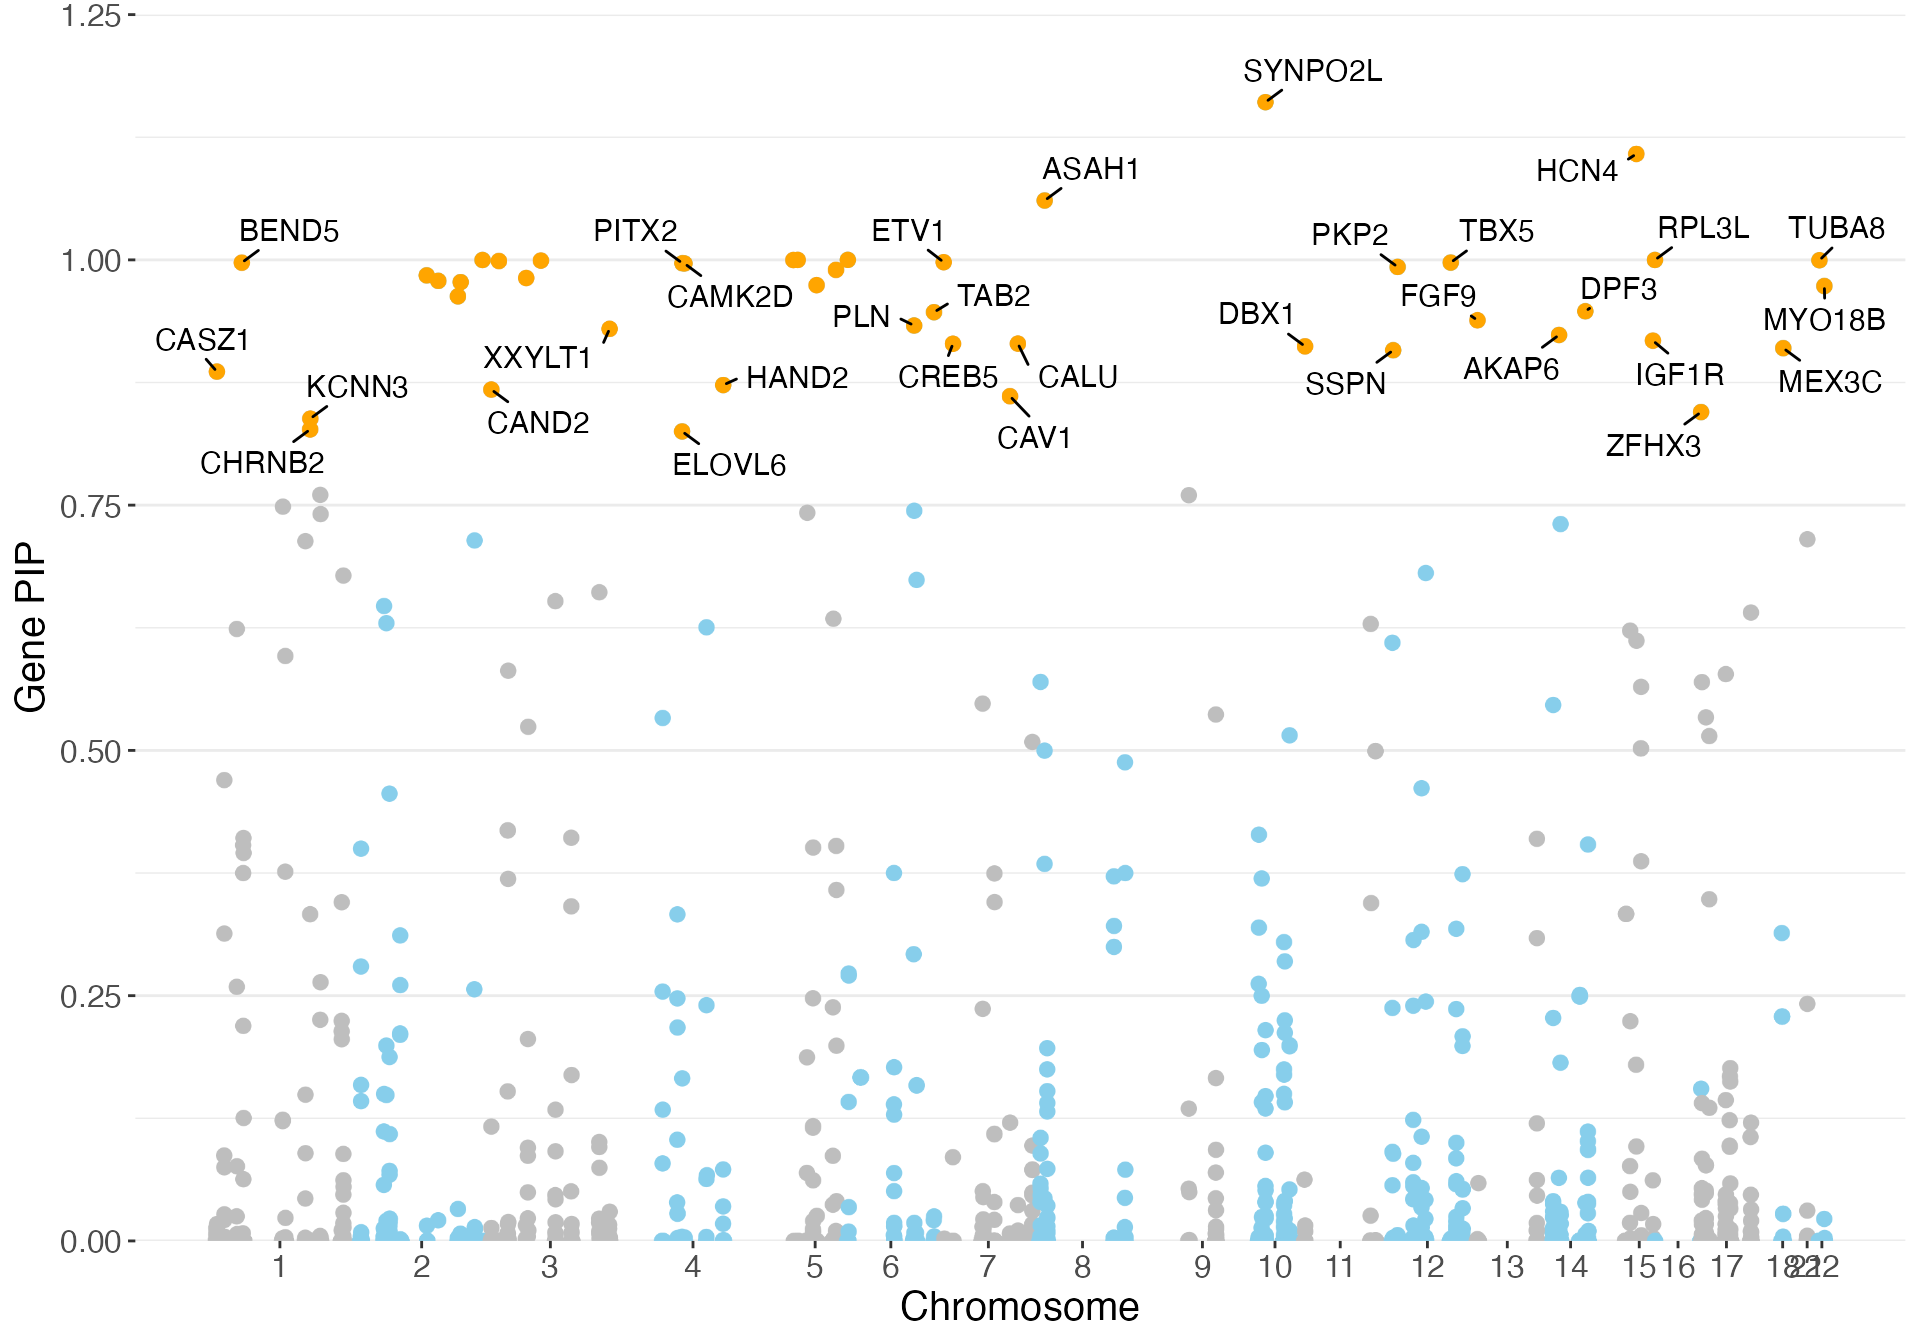 1.25
SYNPO2L
ASAH1
HCN4
BEND5
PITX2
ETV1
PKP2
TBX5
RPL3L
TUBA8
1.00
CAMK2D
TAB2
FGF9
DPF3
PLN
DBX1
MYO18B
CASZ1
XXYLT1
KCNN3
HAND2
CREB5
CALU
SSPN
AKAP6
IGF1R
MEX3C
CAND2
CAV1
ZFHX3
CHRNB2
ELOVL6
0.75
Gene PIP
0.50
0.25
0.00
1 2 3 4 5 6 7 8 9 10 11 12 13 14 15 16 17 18 22
Chromosome